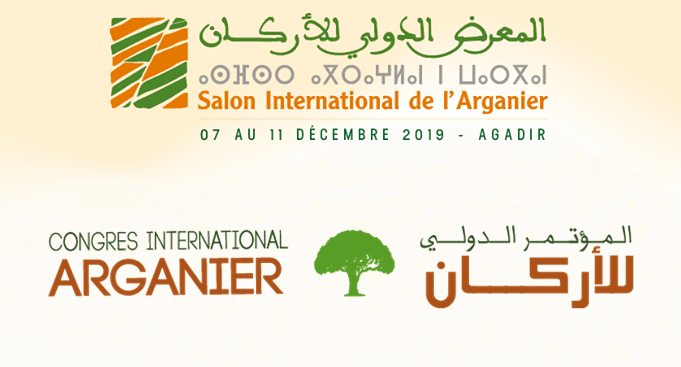 المعرض الدولي للأركان
ⴰⵙⴼⵙⵔ ⴰⴳⵔⴰⵖⵍⴰⵏ ⵏ ⵡⴰⵔⴳⴰⵏ
Salon International de l'Arganier
07 AU 11 DÉCEMBRE 2019 - AGADIR
CONGRES INTERNATIONAL
ARGANIER
المؤتمر الدولي
للأركان